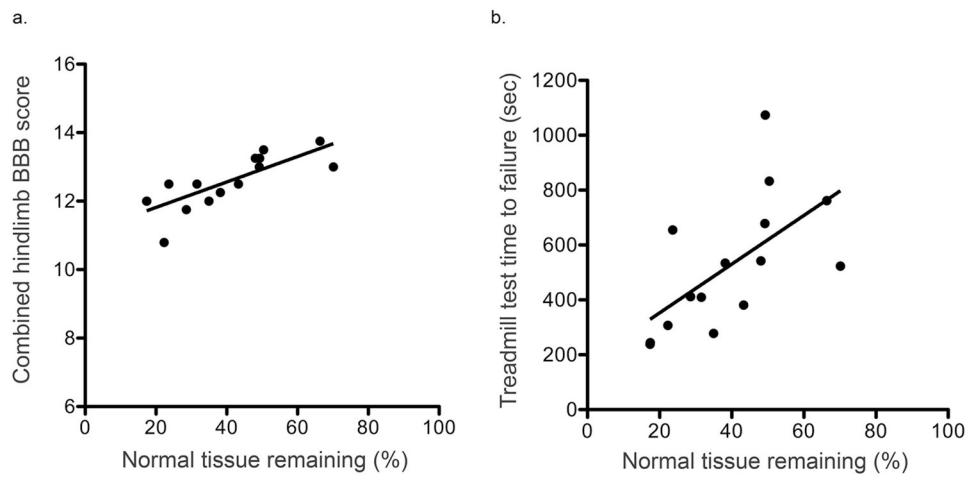 a.
16
14
12
10
8
6
0 20 40 60 80 100
Combined hindlimb BBB score
Normal tissue remaining (%)
b.
1200
1000
800
600
400
200
0
0 20 40 60 80 100
Treadmill test time to failure (sec)
Normal tissue remaining (%)